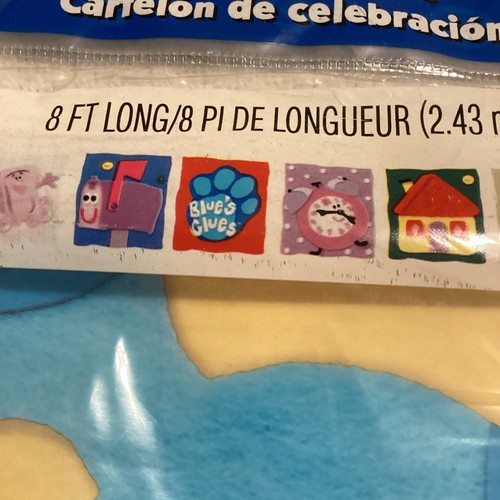 Cartelón de celebración
8 FT LONG/8 PI DE LONGUEUR (2.43 m
Blue's
Clues